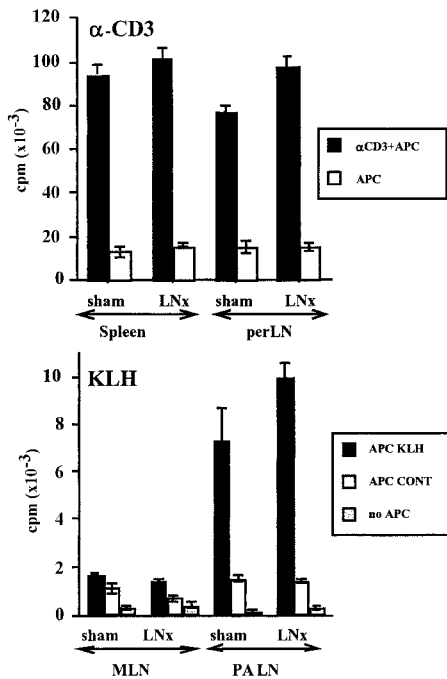 α-CD3
120
100
80
60
40
20
0
cpm (x10-3)
αCD3+APC
APC
sham LNx sham LNx
Spleen perLN
KLH
10
8
6
4
2
0
cpm (x10-3)
APC KLH
APC CONT
no APC
sham LNx sham LNx
MLN PALN